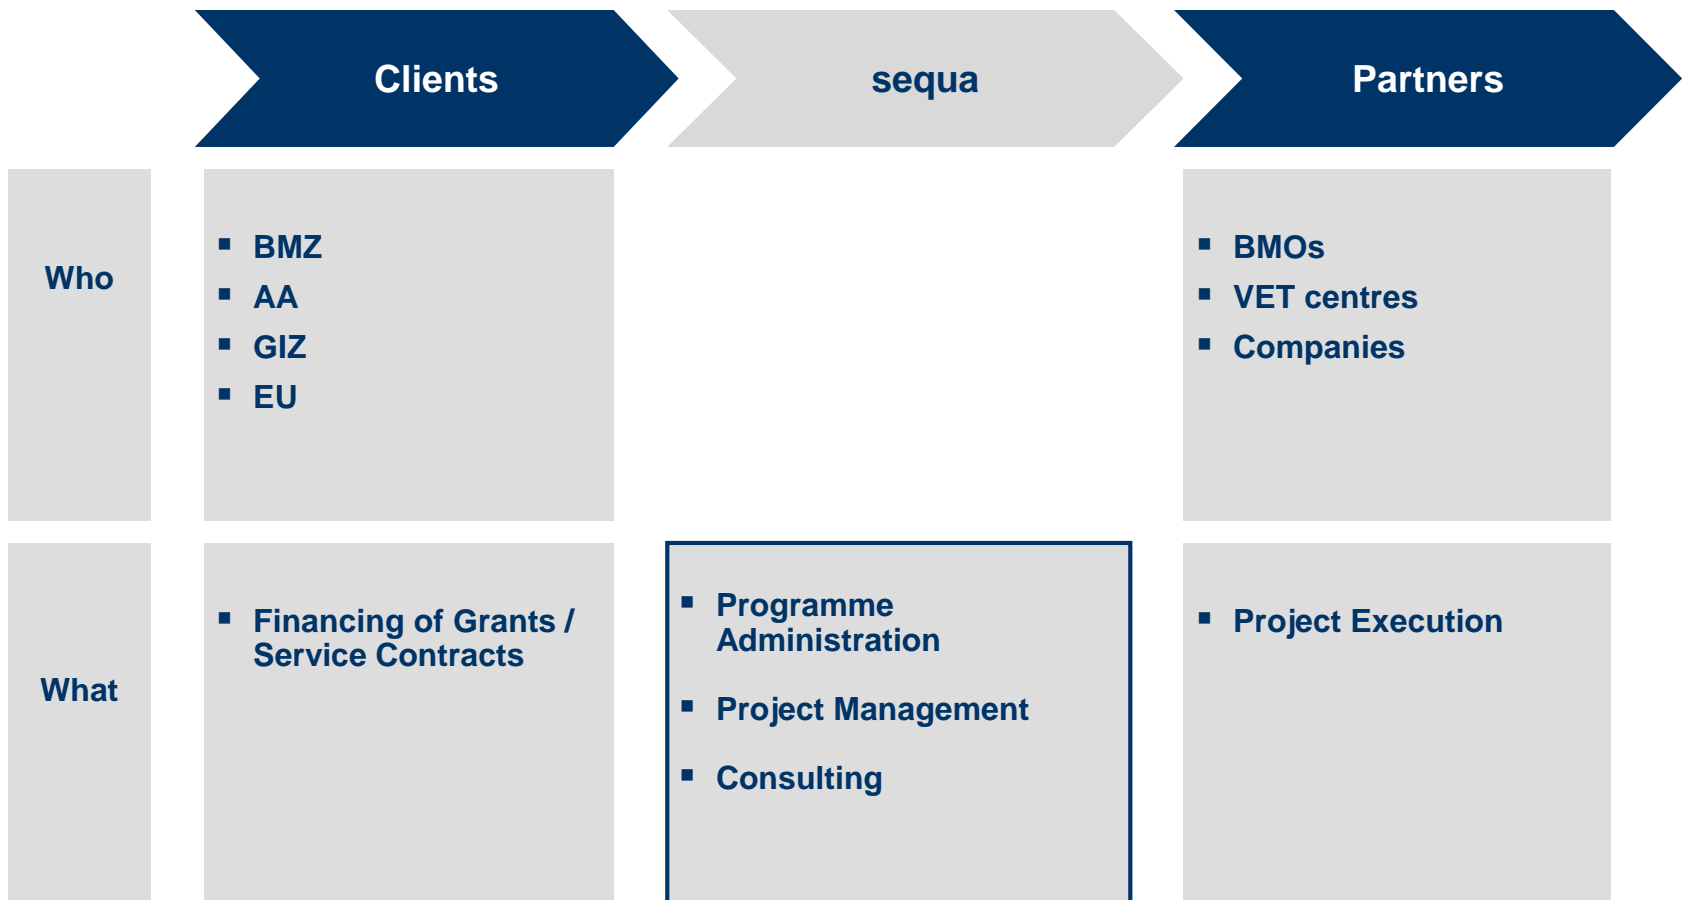 Clients
sequa
Partners
Who
▪ BMZ
▪ AA
▪ GIZ
▪ EU
▪ BMOs
▪ VET centres
▪ Companies
What
▪ Financing of Grants /
Service Contracts
▪ Programme
Administration
▪ Project Management
▪ Consulting
▪ Project Execution